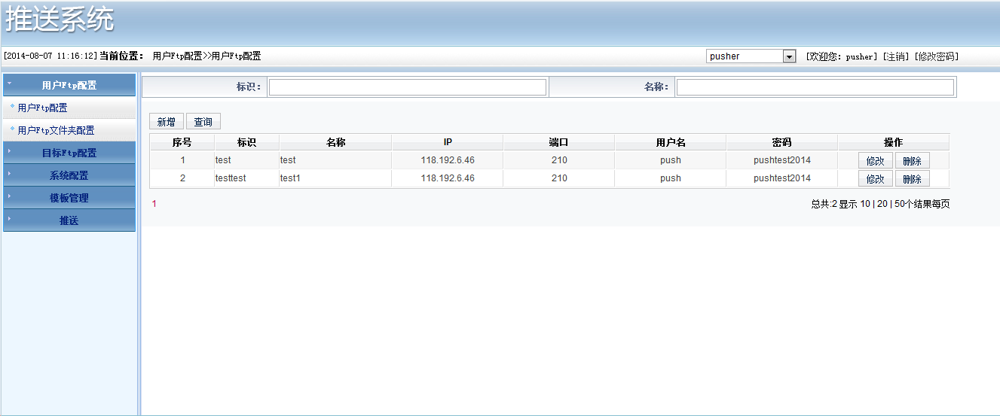 推送系统
[2014-08-07 11:16:12] 当前位置： 用户Ftp配置>>用户Ftp配置 pusher [欢迎您: pusher] [注销] [修改密码]
用户Ftp配置
用户Ftp配置
用户Ftp文件夹配置
目标Ftp配置
系统配置
模板管理
推送
标识： 名称：
新增 查询
序号 标识 名称 IP 端口 用户名 密码 操作
1 test test 118.192.6.46 210 push pushtest2014 修改 删除
2 testtest test1 118.192.6.46 210 push pushtest2014 修改 删除
1 总共:2 显示 10 | 20 | 50个结果每页